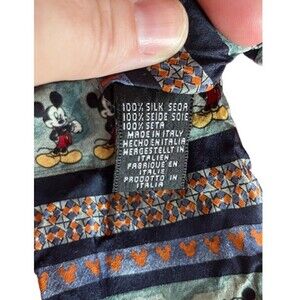 100% SILK SEDA
100% SEIDE SOIE
100% SETA
MADE IN ITALY
HECHO EN ITALIA
HERGESTELLT IN
ITALIEN
FABRIQUE EN
ITALIE
PRODOTTO IN
ITALIA